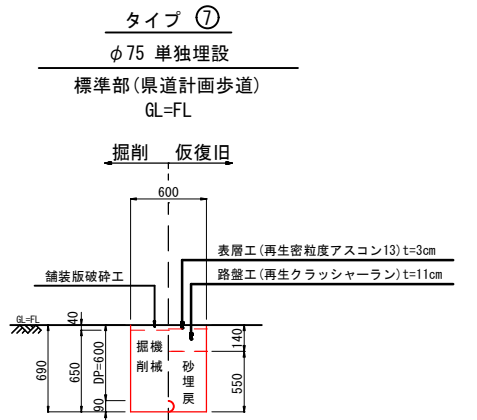 タイプ ⑦
φ75 単独埋設
標準部(県道計画歩道)
GL=FL
掘削 仮復旧
600
表層工(再生密粒度アスコン13)t=3cm
舗装版破砕工
路盤工(再生クラッシャーラン)t=11cm
GL=FL
40
690
650
DP=600
90
機械
掘削
砂埋戻
140
550